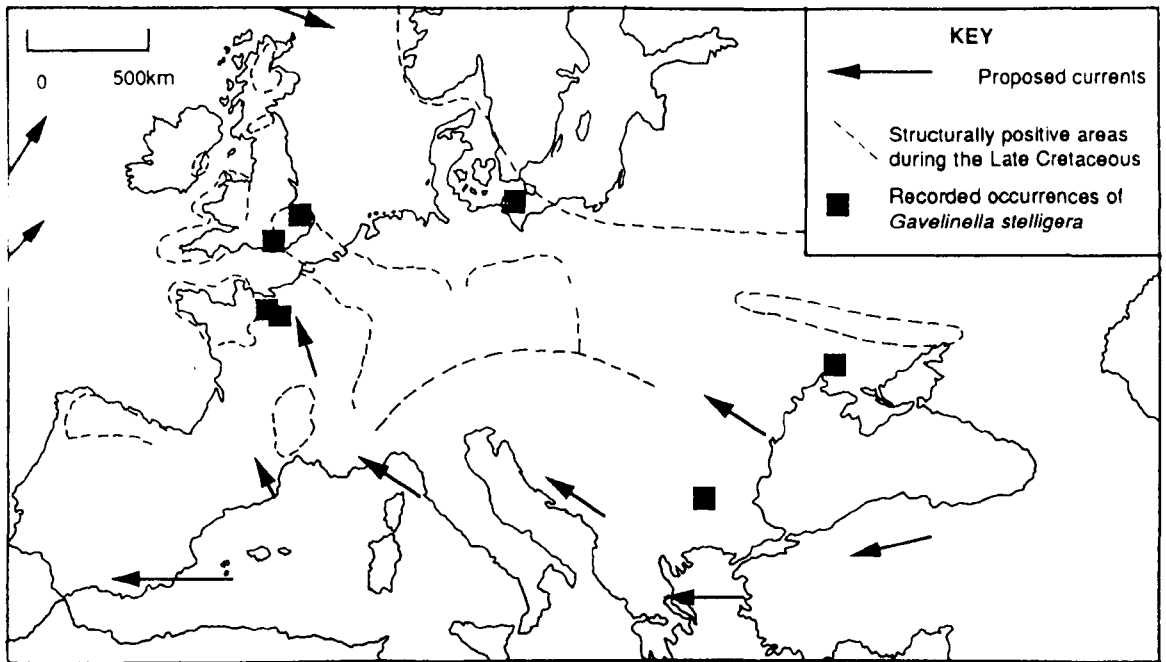 0 500km
KEY
Proposed currents
Structurally positive areas
during the Late Cretaceous
Recorded occurrences of
Gavelinella stelligera